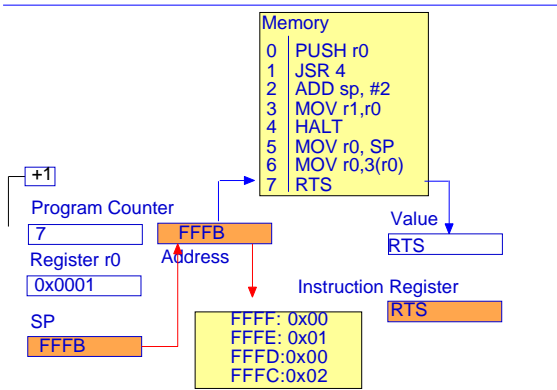 Memory
0 PUSH r0
1 JSR 4
2 ADD sp, #2
3 MOV r1,r0
4 HALT
5 MOV r0, SP
6 MOV r0,3(r0)
7 RTS
+1
Program Counter
7
FFFB
Address
Value
RTS
Register r0
0x0001
Instruction Register
RTS
SP
FFFB
FFFF: 0x00
FFFE: 0x01
FFFD:0x00
FFFC:0x02